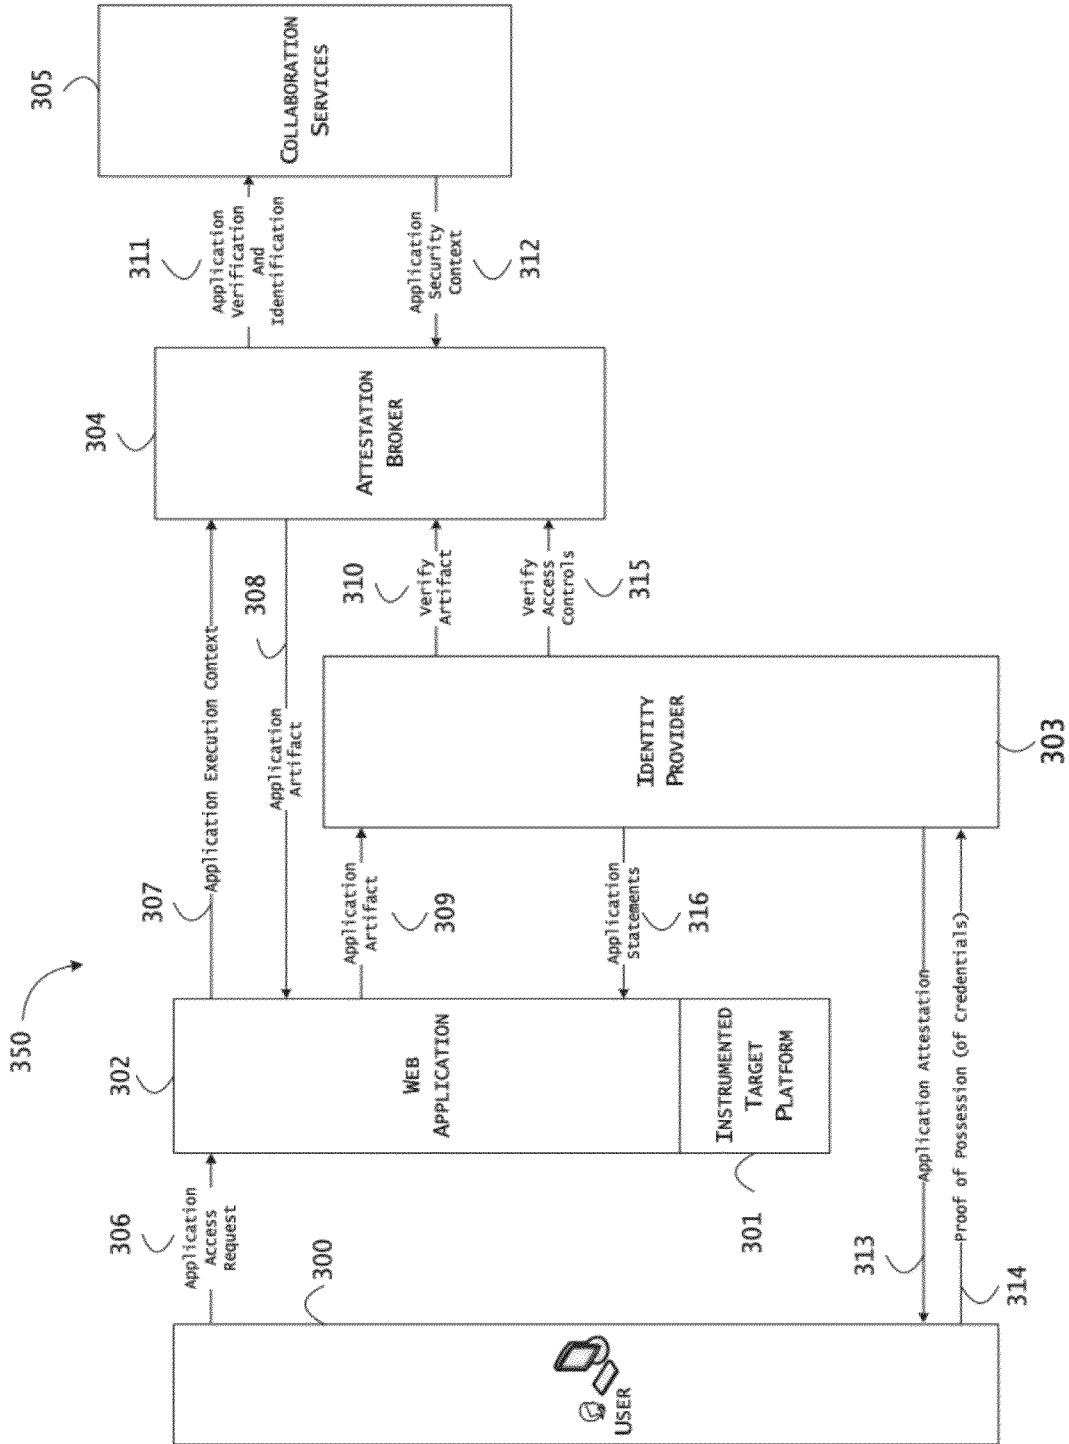 350
300
USER
306
Application
Access
Request
302
WEB
APPLICATION
301
INSTRUMENTED
TARGET
PLATFORM
307
Application Execution Context
308
Application
Artifact
Application
Artifact
309
Application
Statements
316
313
Application Attestation
314
Proof of Possession (of Credentials)
IDENTITY
PROVIDER
303
310
Verify
Artifact
Verify
Access
Controls
315
304
ATTESTATION
BROKER
311
Application
Verification
And
Identification
Application
Security
Context
312
305
COLLABORATION
SERVICES